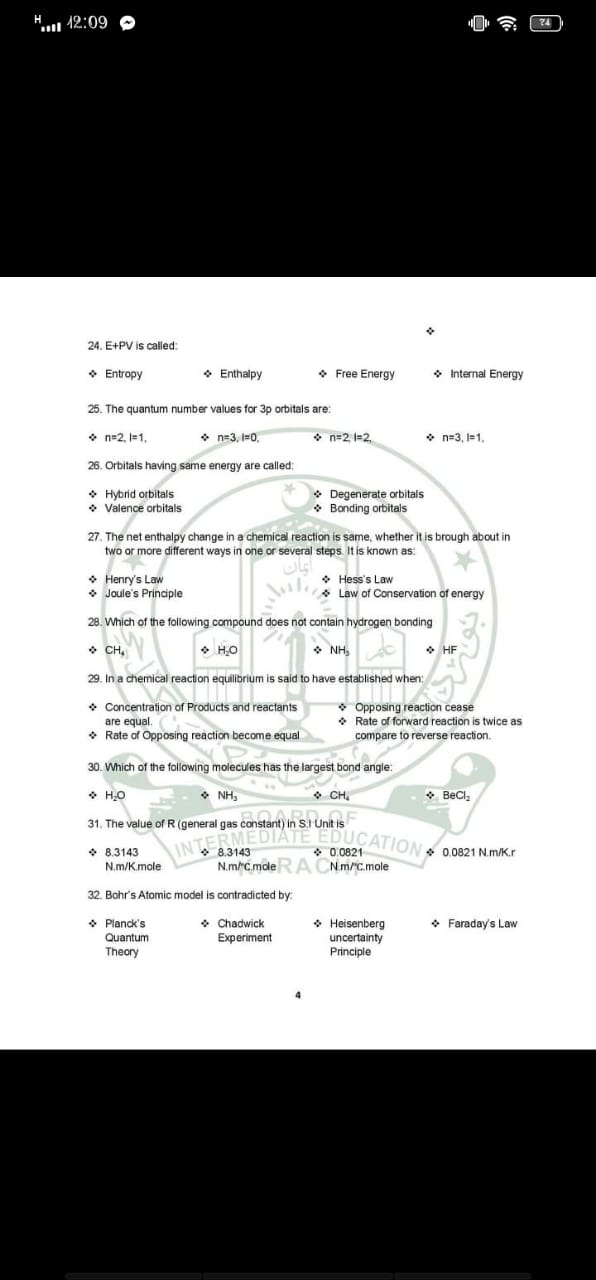 H 12:09 74
❖
24. E+PV is called:
❖ Entropy ❖ Enthalpy ❖ Free Energy ❖ Internal Energy
25. The quantum number values for 3p orbitals are:
❖ n=2, l=1, ❖ n=3, l=0, ❖ n=2, l=2, ❖ n=3, l=1,
26. Orbitals having same energy are called:
❖ Hybrid orbitals ❖ Degenerate orbitals
❖ Valence orbitals ❖ Bonding orbitals
27. The net enthalpy change in a chemical reaction is same, whether it is brough about in
two or more different ways in one or several steps. It is known as:
❖ Henry's Law ❖ Hess's Law
❖ Joule's Principle ❖ Law of Conservation of energy
28. Which of the following compound does not contain hydrogen bonding
❖ CH₄ ❖ H₂O ❖ NH₃ ❖ HF
29. In a chemical reaction equilibrium is said to have established when:
❖ Concentration of Products and reactants ❖ Opposing reaction cease
are equal. ❖ Rate of forward reaction is twice as
❖ Rate of Opposing reaction become equal compare to reverse reaction.
30. Which of the following molecules has the largest bond angle:
❖ H₂O ❖ NH₃ ❖ CH₄ ❖ BeCl₂
31. The value of R (general gas constant) in S.I Unit is
❖ 8.3143 ❖ 8.3143 ❖ 0.0821 ❖ 0.0821 N.m/K.r
N.m/K.mole N.m/°C.mole N.m/°C.mole
32. Bohr's Atomic model is contradicted by:
❖ Planck's ❖ Chadwick ❖ Heisenberg ❖ Faraday's Law
Quantum Experiment uncertainty
Theory Principle
4
ایمان
علم
BOARD OF
INTERMEDIATE EDUCATION
KARACHI